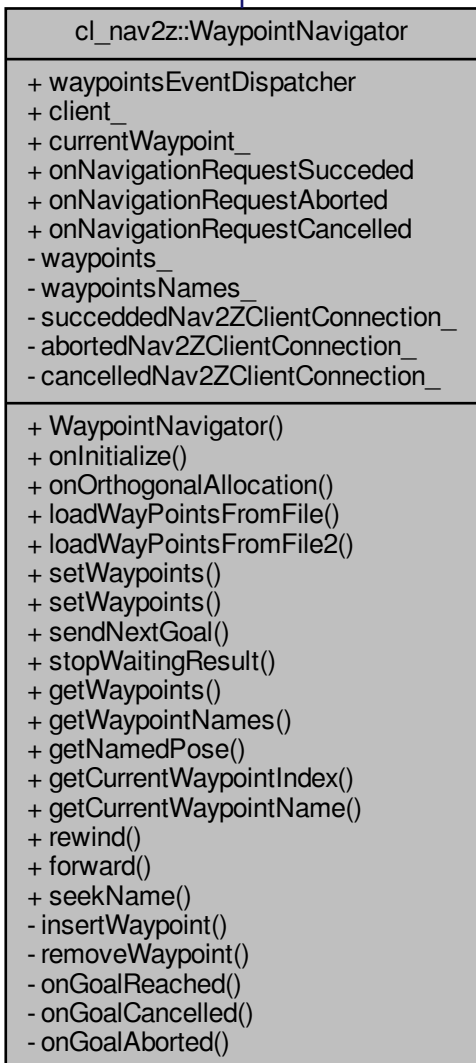 cl_nav2z::WaypointNavigator
+ waypointsEventDispatcher
+ client_
+ currentWaypoint_
+ onNavigationRequestSucceded
+ onNavigationRequestAborted
+ onNavigationRequestCancelled
- waypoints_
- waypointsNames_
- succeddedNav2ZClientConnection_
- abortedNav2ZClientConnection_
- cancelledNav2ZClientConnection_
+ WaypointNavigator()
+ onInitialize()
+ onOrthogonalAllocation()
+ loadWayPointsFromFile()
+ loadWayPointsFromFile2()
+ setWaypoints()
+ setWaypoints()
+ sendNextGoal()
+ stopWaitingResult()
+ getWaypoints()
+ getWaypointNames()
+ getNamedPose()
+ getCurrentWaypointIndex()
+ getCurrentWaypointName()
+ rewind()
+ forward()
+ seekName()
- insertWaypoint()
- removeWaypoint()
- onGoalReached()
- onGoalCancelled()
- onGoalAborted()